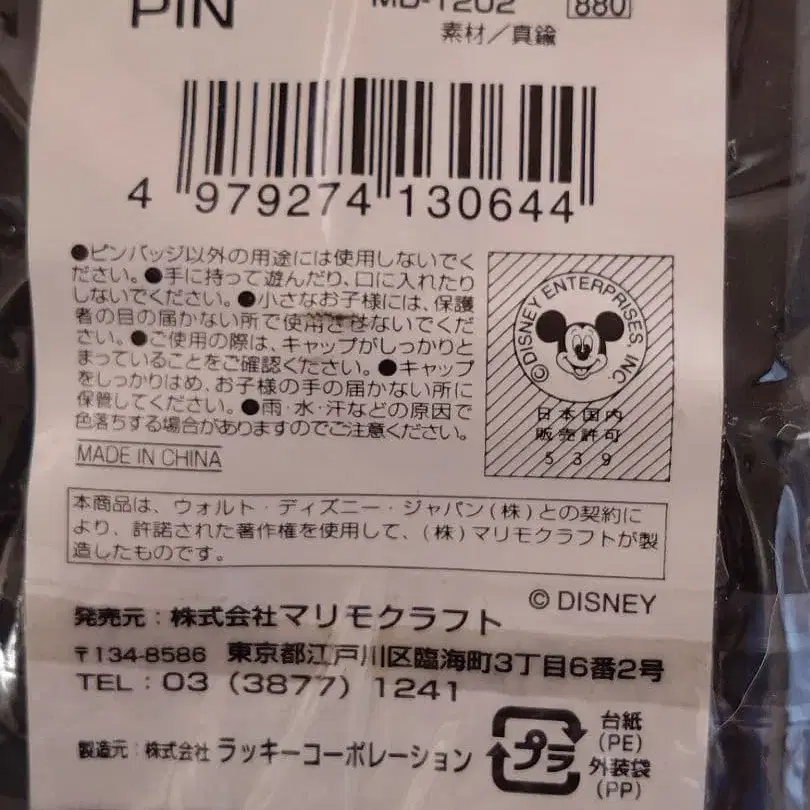 PIN
MD-1202
880
素材／真鍮
4 979274 130644
●ピンバッジ以外の用途には使用しないでく
ださい。●手に持って遊んだり、口に入れたり
しないでください。●小さなお子様には、保護
者の目の届かない所で使用させないでくだ
さい。●ご使用の際は、キャップがしっかりと
まっていることをご確認ください。●キャップ
をしっかりはめ、お子様の手の届かない所に
保管してください。●雨・水・汗などの原因で
色落ちする場合がありますのでご注意ください。
MADE IN CHINA
©DISNEY ENTERPRISES, INC.
日本国内
販売許可
539
本商品は、ウォルト・ディズニー・ジャパン(株)との契約に
より、許諾された著作権を使用して、(株)マリモクラフトが製
造したものです。
© DISNEY
発売元：株式会社マリモクラフト
〒134-8586 東京都江戸川区臨海町3丁目6番2号
TEL：03 (3877) 1241
製造元：株式会社 ラッキーコーポレーション
プラ
台紙
(PE)
外装袋
(PP)